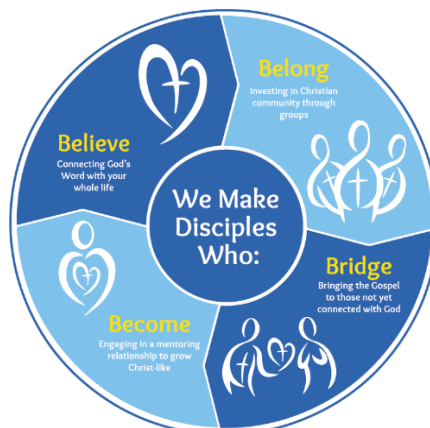 We Make
Disciples
Who:
Believe
Connecting God's
Word with your
whole life
Belong
Investing in Christian
community through
groups
Bridge
Bringing the Gospel
to those not yet
connected with God
Become
Engaging in a mentoring
relationship to grow
Christ-like